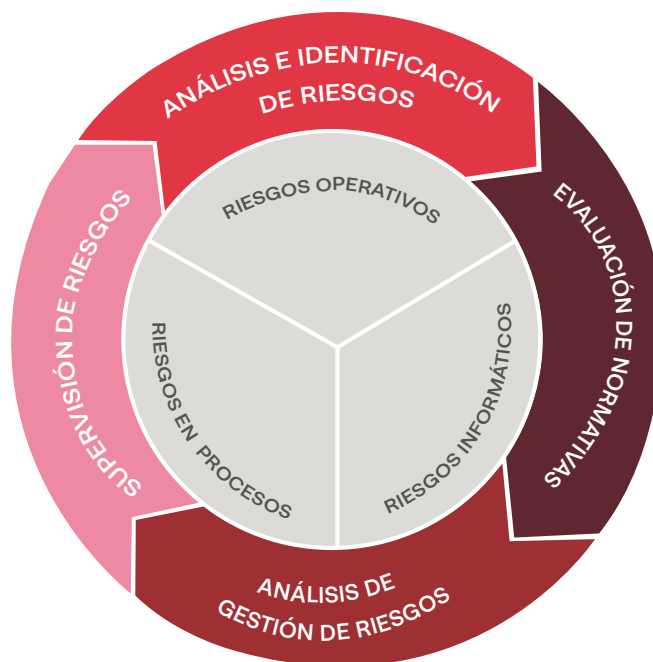 ANÁLISIS E IDENTIFICACIÓN
DE RIESGOS
EVALUACIÓN DE NORMATIVAS
ANÁLISIS DE
GESTIÓN DE RIESGOS
SUPERVISIÓN DE RIESGOS
RIESGOS OPERATIVOS
RIESGOS INFORMÁTICOS
RIESGOS EN PROCESOS